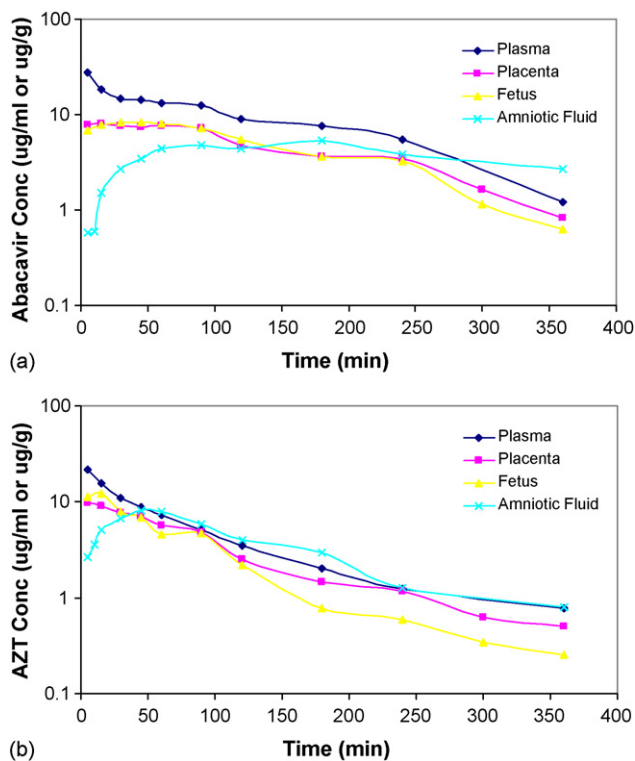 100
10
1
0.1
Abacavir Conc (ug/ml or ug/g)
Plasma
Placenta
Fetus
Amniotic Fluid
0 50 100 150 200 250 300 350 400
(a)
Time (min)
100
10
1
0.1
AZT Conc (ug/ml or ug/g)
Plasma
Placenta
Fetus
Amniotic Fluid
0 50 100 150 200 250 300 350 400
(b)
Time (min)